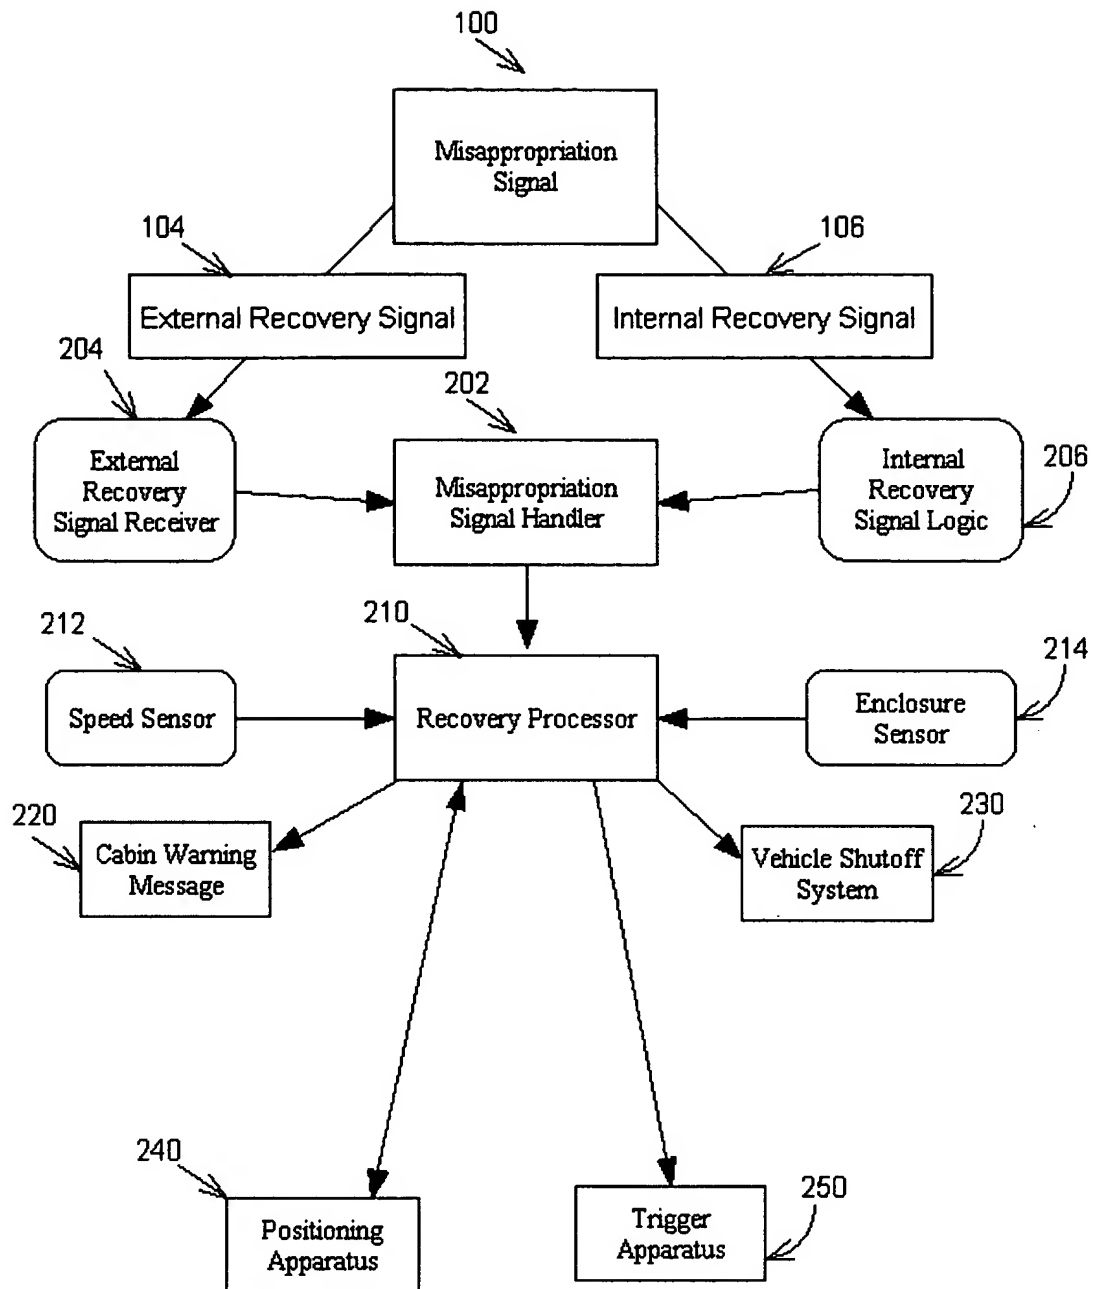 100
Misappropriation
Signal
104
106
External Recovery Signal
Internal Recovery Signal
204
202
External
Recovery
Signal Receiver
Misappropriation
Signal Handler
Internal
Recovery
Signal Logic
206
212
210
214
Speed Sensor
Recovery Processor
Enclosure
Sensor
220
230
Cabin Warning
Message
Vehicle Shutoff
System
240
250
Positioning
Apparatus
Trigger
Apparatus